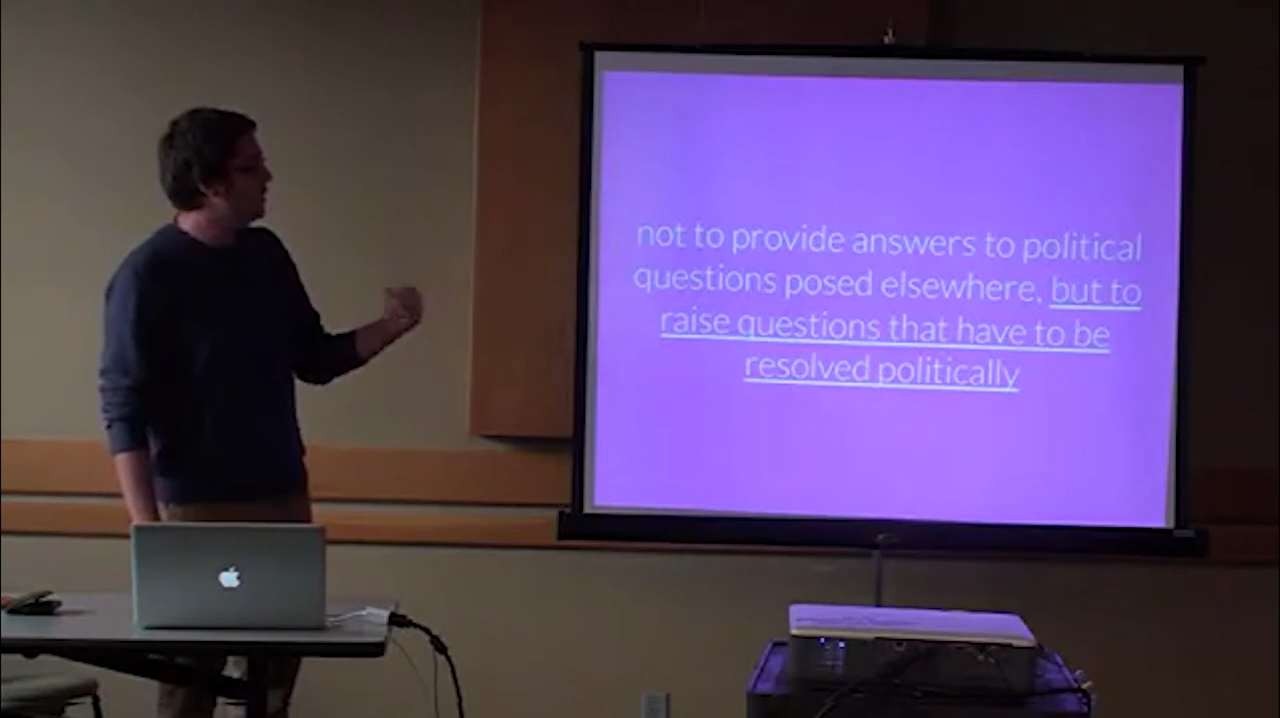 not to provide answers to political
questions posed elsewhere, but to
raise questions that have to be
resolved politically